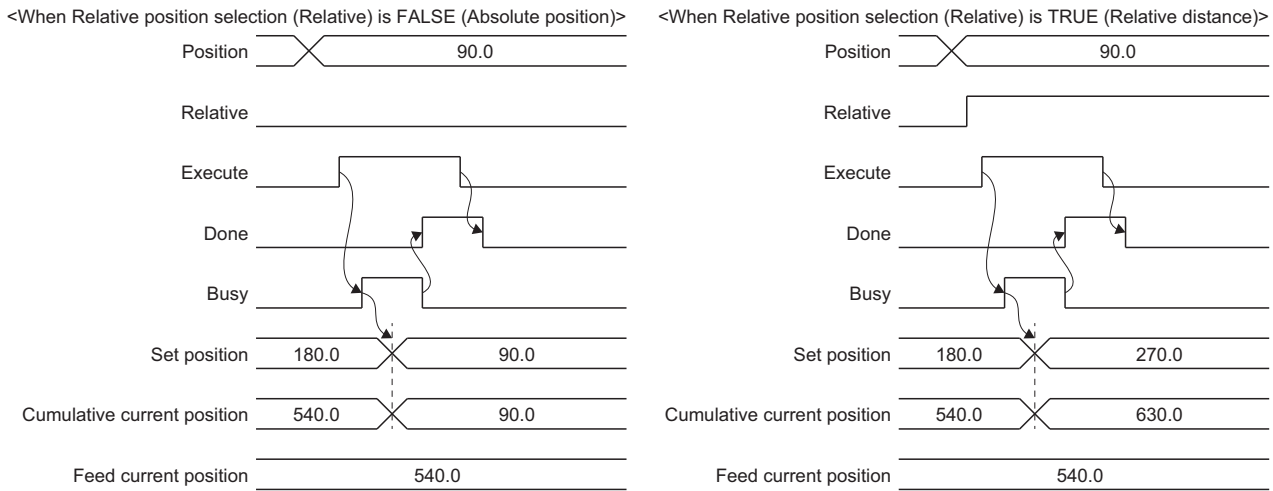 <When Relative position selection (Relative) is FALSE (Absolute position)>
Position 90.0
Relative
Execute
Done
Busy
Set position 180.0 90.0
Cumulative current position 540.0 90.0
Feed current position 540.0
<When Relative position selection (Relative) is TRUE (Relative distance)>
Position 90.0
Relative
Execute
Done
Busy
Set position 180.0 270.0
Cumulative current position 540.0 630.0
Feed current position 540.0